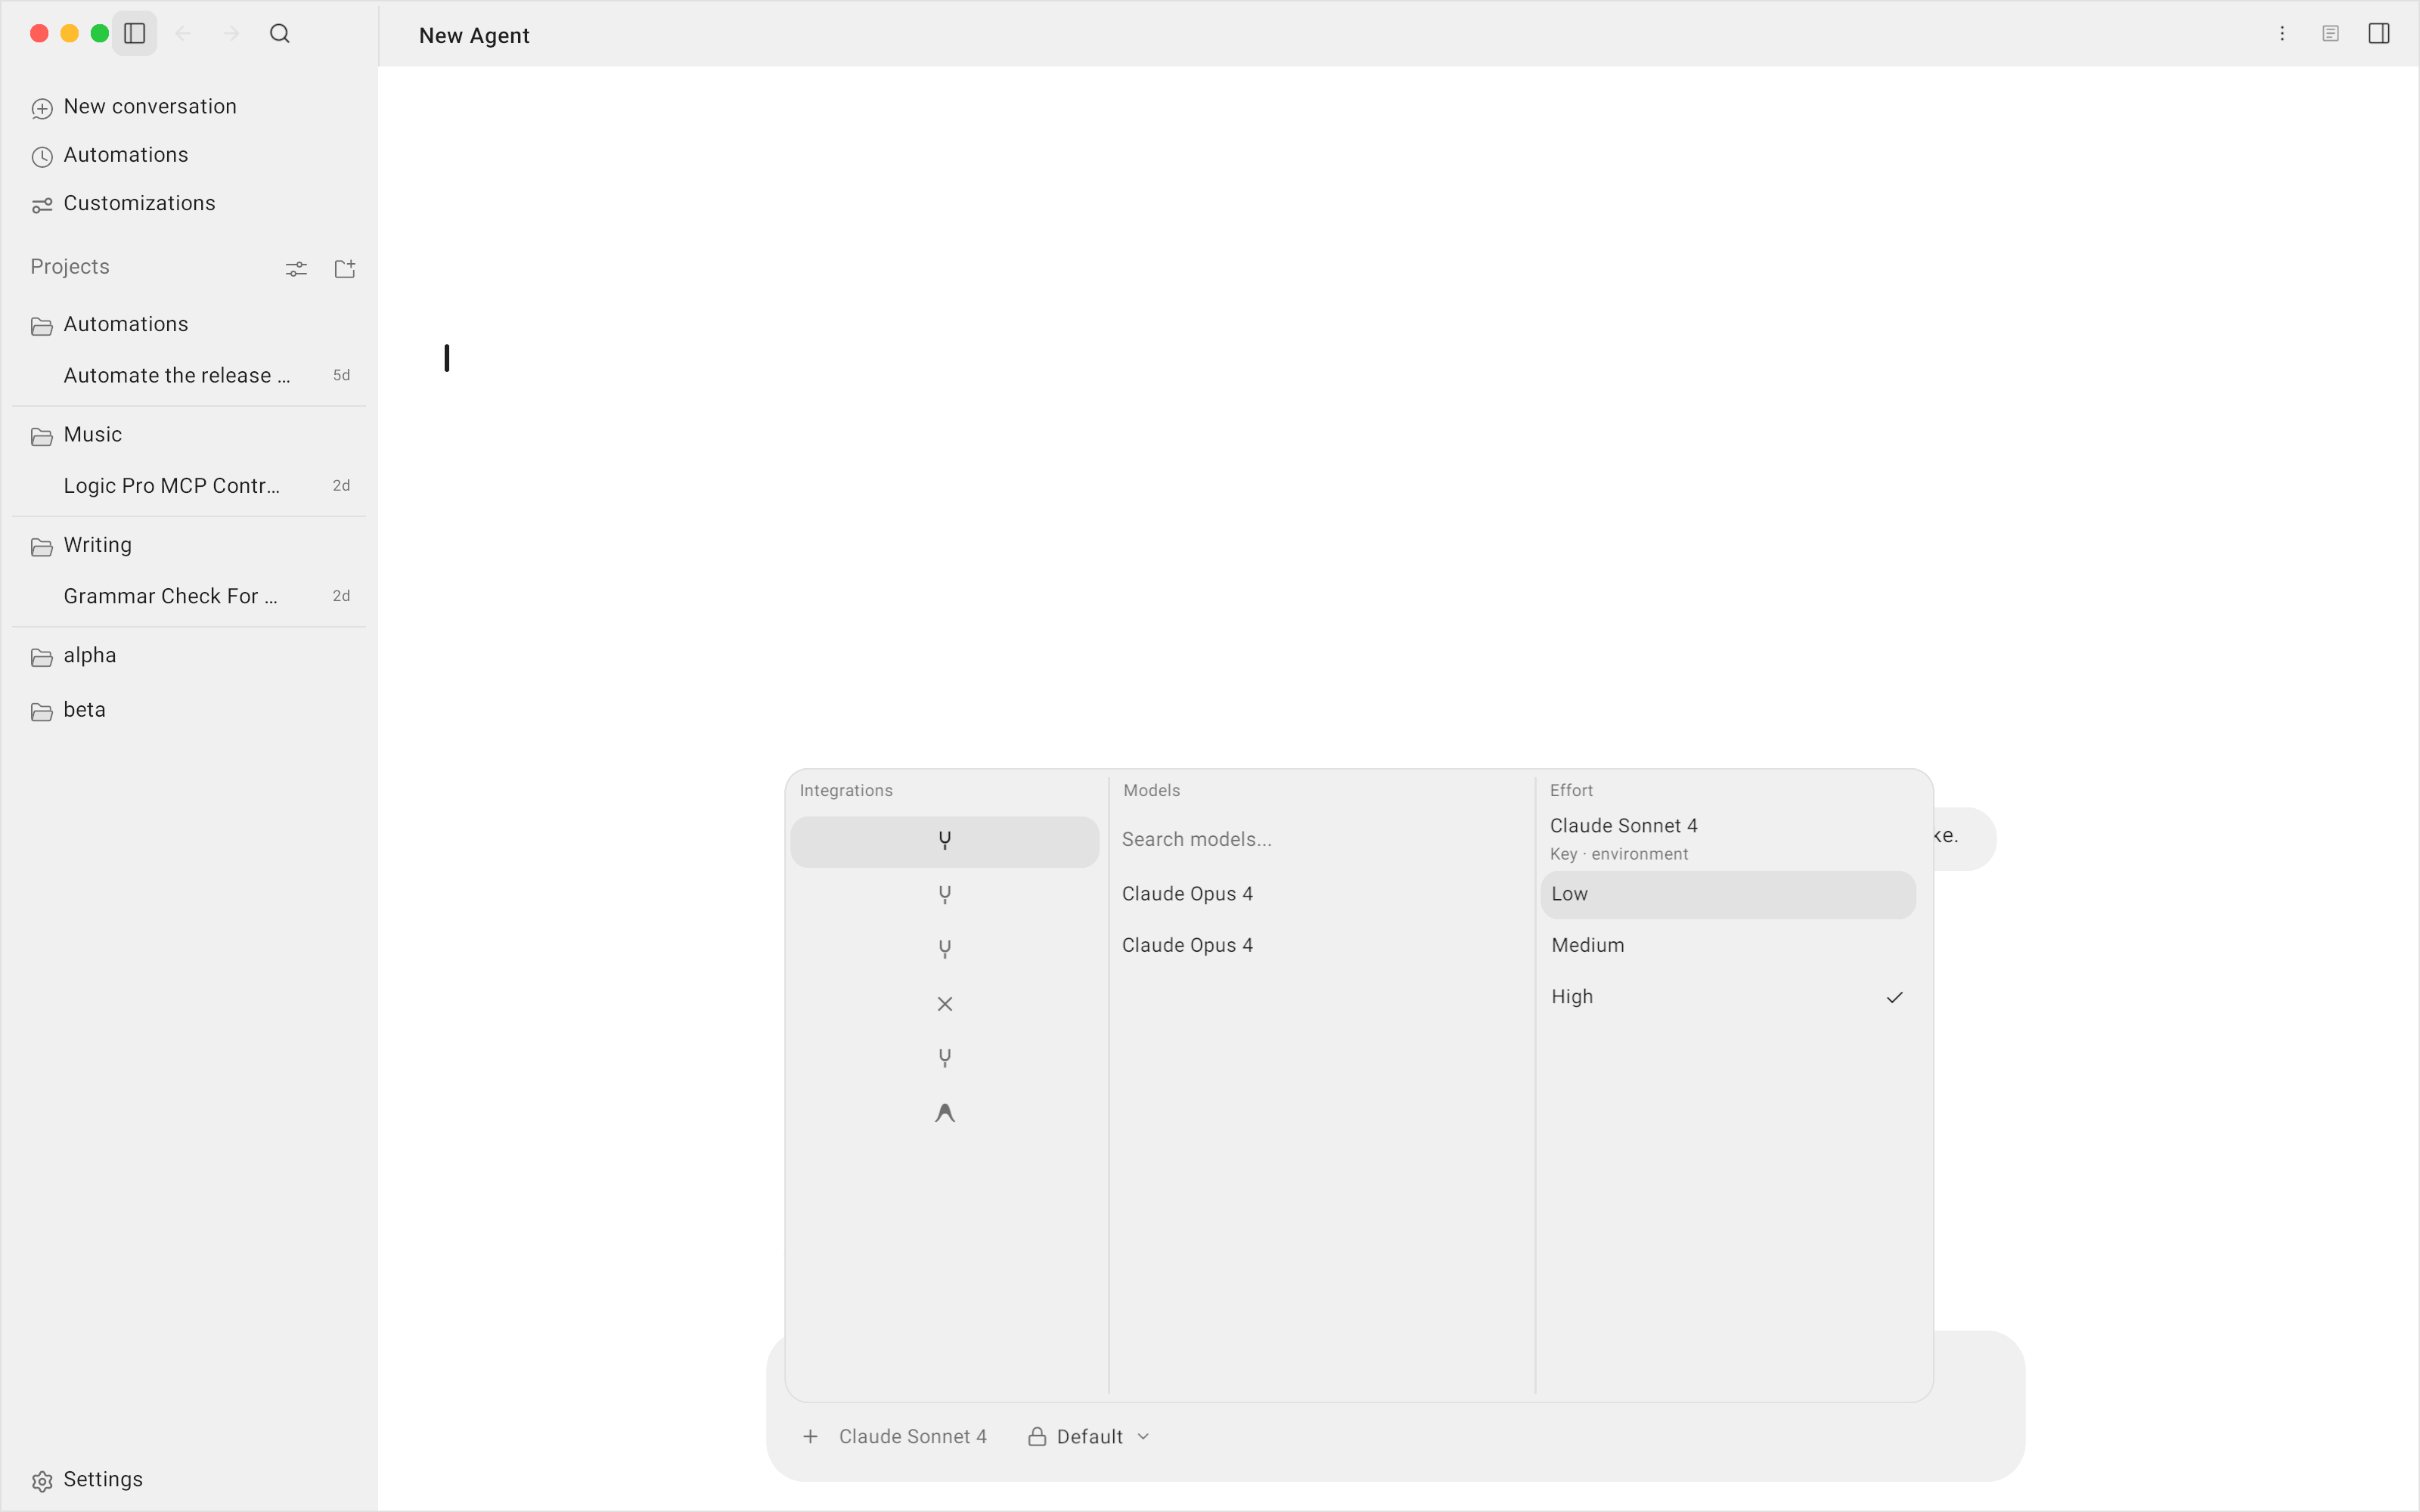 New Agent
New conversation
Automations
Customizations
Projects
Automations
Automate the release ... 5d
Music
Logic Pro MCP Contr... 2d
Writing
Grammar Check For ... 2d
alpha
beta
Settings
Integrations
Models
Search models...
Claude Opus 4
Claude Opus 4
Effort
Claude Sonnet 4
Key · environment
Low
Medium
High
ke.
Claude Sonnet 4
Default